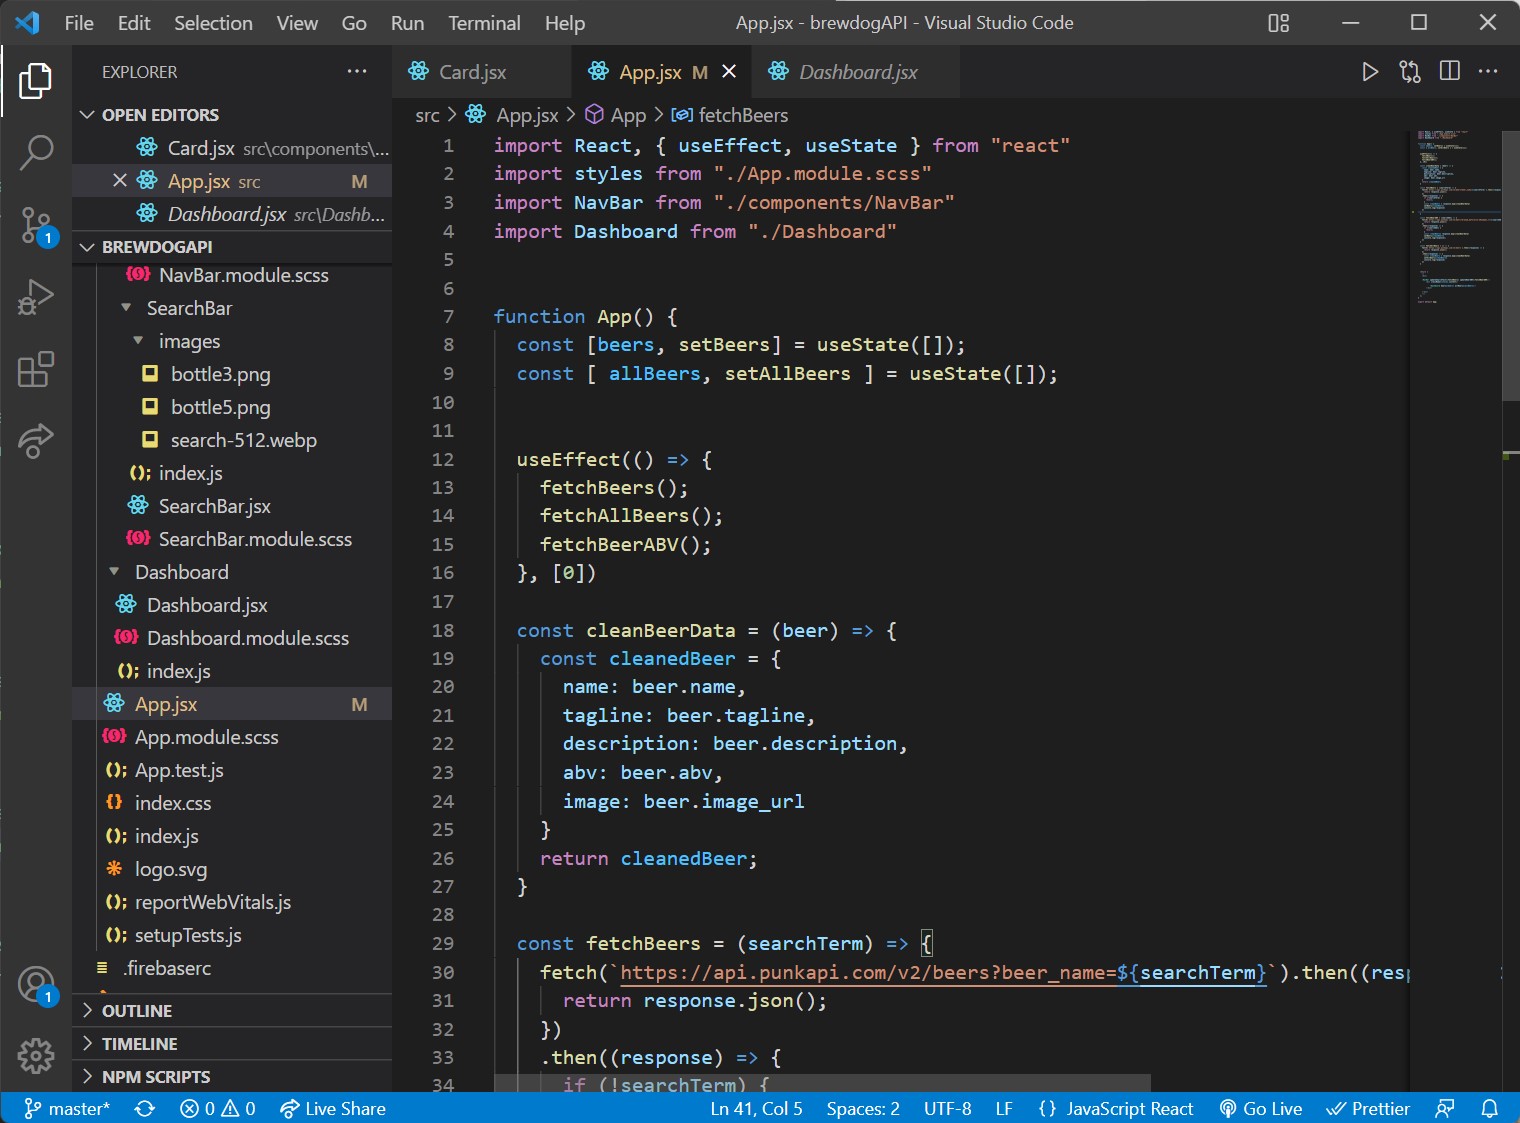 File Edit Selection View Go Run Terminal Help App.jsx - brewdogAPI - Visual Studio Code
EXPLORER
OPEN EDITORS
Card.jsx src\components\...
App.jsx src M
Dashboard.jsx src\Dashb...
BREWDOGAPI
NavBar.module.scss
SearchBar
images
bottle3.png
bottle5.png
search-512.webp
index.js
SearchBar.jsx
SearchBar.module.scss
Dashboard
Dashboard.jsx
Dashboard.module.scss
index.js
App.jsx M
App.module.scss
App.test.js
index.css
index.js
logo.svg
reportWebVitals.js
setupTests.js
.firebaserc
OUTLINE
TIMELINE
NPM SCRIPTS
1
1
Card.jsx App.jsx M Dashboard.jsx
src > App.jsx > App > fetchBeers
1 import React, { useEffect, useState } from "react"
2 import styles from "./App.module.scss"
3 import NavBar from "./components/NavBar"
4 import Dashboard from "./Dashboard"
5
6
7 function App() {
8 const [beers, setBeers] = useState([]);
9 const [ allBeers, setAllBeers ] = useState([]);
10
11
12 useEffect(() => {
13 fetchBeers();
14 fetchAllBeers();
15 fetchBeerABV();
16 }, [0])
17
18 const cleanBeerData = (beer) => {
19 const cleanedBeer = {
20 name: beer.name,
21 tagline: beer.tagline,
22 description: beer.description,
23 abv: beer.abv,
24 image: beer.image_url
25 }
26 return cleanedBeer;
27 }
28
29 const fetchBeers = (searchTerm) => {
30 fetch(`https://api.punkapi.com/v2/beers?beer_name=${searchTerm}`).then((resp
31 return response.json();
32 })
33 .then((response) => {
34 if (!searchTerm) {
master* 0 0 Live Share Ln 41, Col 5 Spaces: 2 UTF-8 LF {} JavaScript React Go Live Prettier